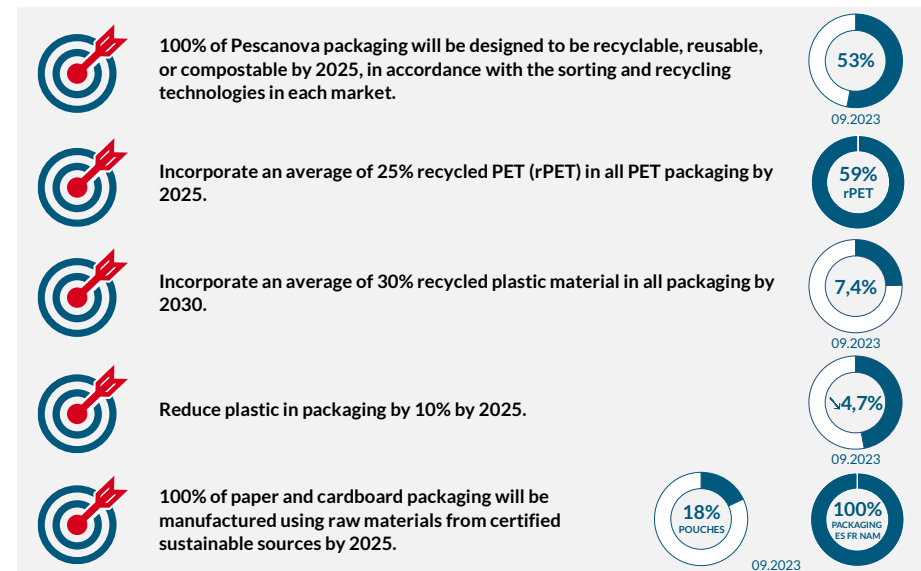 100% of Pescanova packaging will be designed to be recyclable, reusable,
or compostable by 2025, in accordance with the sorting and recycling
technologies in each market.
53%
09.2023
Incorporate an average of 25% recycled PET (rPET) in all PET packaging by
2025.
59%
rPET
Incorporate an average of 30% recycled plastic material in all packaging by
2030.
7,4%
09.2023
Reduce plastic in packaging by 10% by 2025.
↘4,7%
09.2023
100% of paper and cardboard packaging will be
manufactured using raw materials from certified
sustainable sources by 2025.
18%
POUCHES
100%
PACKAGING
ES FR NAM
09.2023